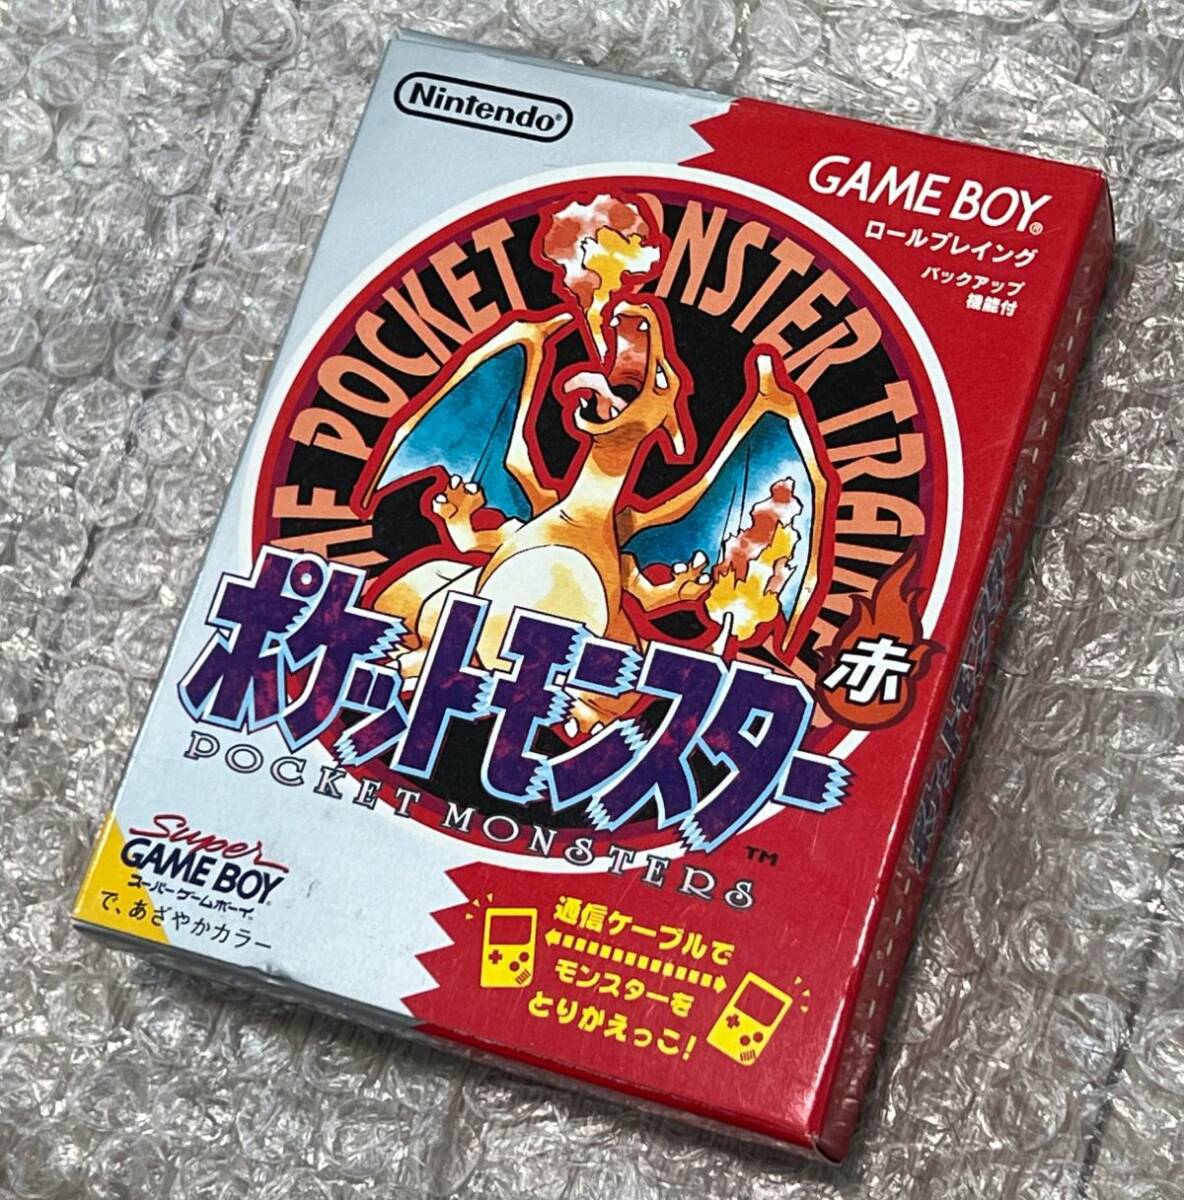 Nintendo®
GAME BOY®
ロールプレイング
バックアップ
機能付
POCKET MONSTER
ポケットモンスター
赤
POCKET MONSTERS
TM
Super
GAME BOY
スーパーゲームボーイ
で、あざやかカラー
通信ケーブルで
モンスターを
とりかえっこ!